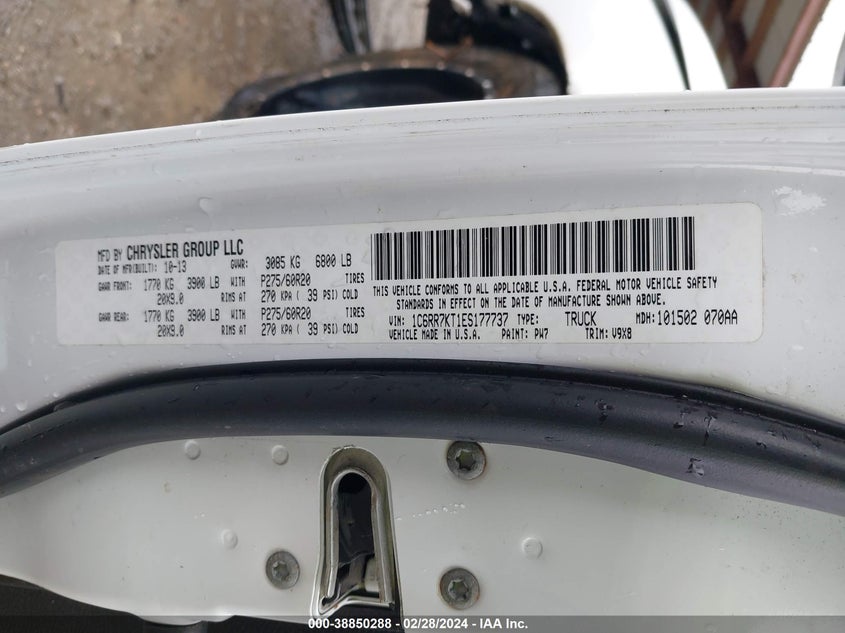 MFD BY CHRYSLER GROUP LLC
DATE OF MFR(BUILT): 10-13 GVWR: 3085 KG 6800 LB
GAWR FRONT: 1770 KG 3900 LB WITH P275/60R20 TIRES
20X9.0 RIMS AT 270 KPA ( 39 PSI) COLD
GAWR REAR: 1770 KG 3900 LB WITH P275/60R20 TIRES
20X9.0 RIMS AT 270 KPA ( 39 PSI) COLD
THIS VEHICLE CONFORMS TO ALL APPLICABLE U.S.A. FEDERAL MOTOR VEHICLE SAFETY
STANDARDS IN EFFECT ON THE DATE OF MANUFACTURE SHOWN ABOVE.
VIN: 1C6RR7KT1ES177737 TYPE: TRUCK MDH: 101502 070AA
VEHICLE MADE IN U.S.A. PAINT: PW7 TRIM: V9X8
000-38850288 - 02/28/2024 - IAAI Inc.